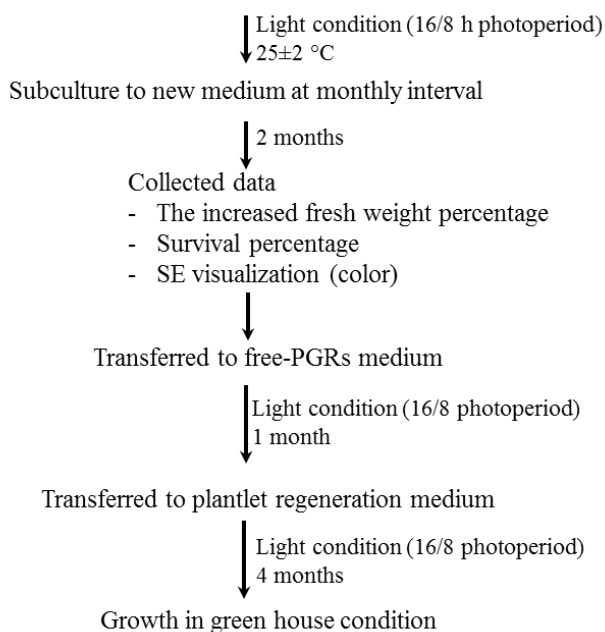 Light condition (16/8 h photoperiod)
25±2 °C
Subculture to new medium at monthly interval
2 months
Collected data
- The increased fresh weight percentage
- Survival percentage
- SE visualization (color)
Transferred to free-PGRs medium
Light condition (16/8 photoperiod)
1 month
Transferred to plantlet regeneration medium
Light condition (16/8 photoperiod)
4 months
Growth in green house condition